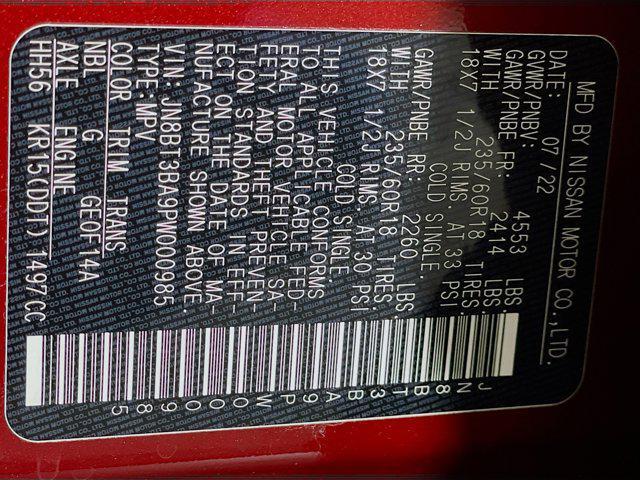 MFD BY NISSAN MOTOR CO.,LTD.
DATE: 07/22
GVWR/PNBV: 4553 LBS
GAWR/PNBE FR: 2414 LBS.
WITH 235/60R18 TIRES:
18X7 1/2J RIMS AT 33 PSI
COLD SINGLE
GAWR/PNBE RR: 2260 LBS
WITH 235/60R18 TIRES:
18X7 1/2J RIMS AT 30 PSI
COLD SINGLE
THIS VEHICLE CONFORMS
TO ALL APPLICABLE FED-
ERAL MOTOR VEHICLE SA-
FETY AND THEFT PREVEN-
TION STANDARDS IN EFF-
ECT ON THE DATE OF MA-
NUFACTURE SHOWN ABOVE.
VIN: JN8BT3BA9PW000985
TYPE: MPV
COLOR TRIM TRANS
NBL G GEOF14A
AXLE ENGINE
HH56 KR15(DDT) 1497CC
JN8BT3BA9PW000985